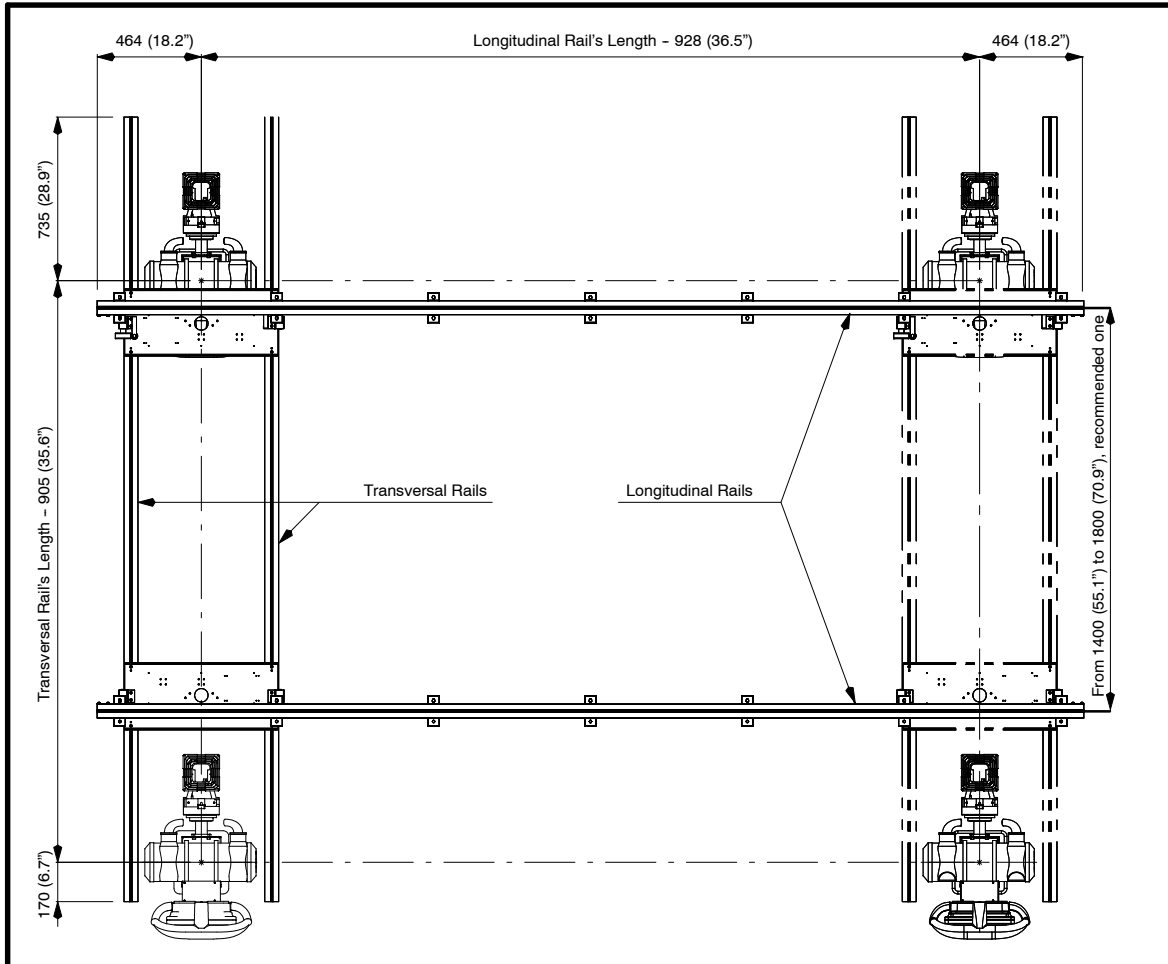 464 (18.2”)
Longitudinal Rail's Length - 928 (36.5”)
464 (18.2”)
735 (28.9”)
Transversal Rail's Length - 905 (35.6”)
Transversal Rails
Longitudinal Rails
From 1400 (55.1”) to 1800 (70.9”), recommended one
170 (6.7”)